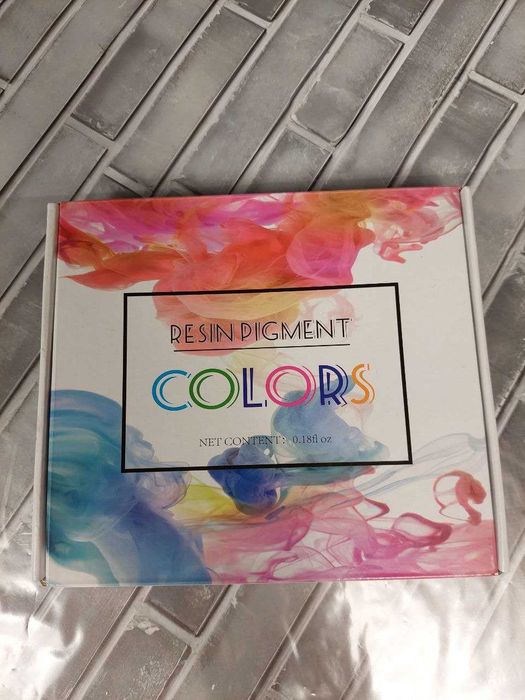 RESIN PIGMENT
COLORS
NET CONTENT: 0.18fl oz